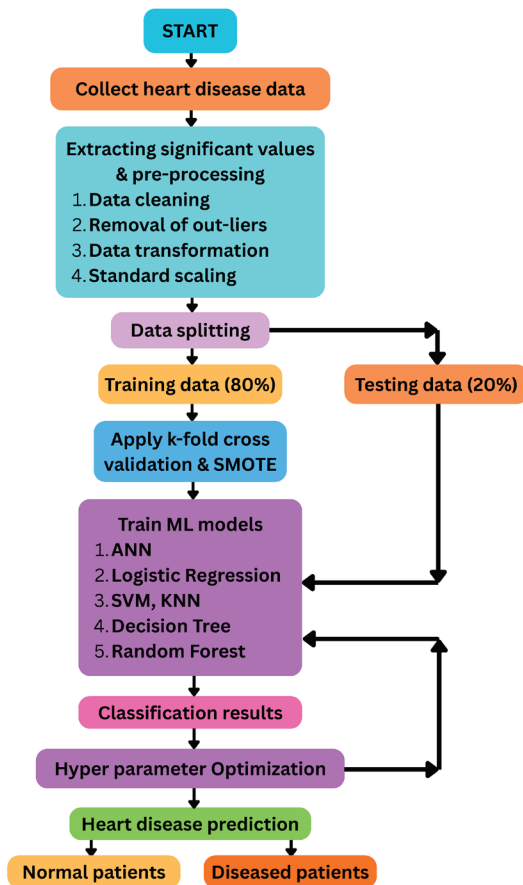 START
Collect heart disease data
Extracting significant values
& pre-processing
1. Data cleaning
2. Removal of out-liers
3. Data transformation
4. Standard scaling
Data splitting
Training data (80%)
Testing data (20%)
Apply k-fold cross
validation & SMOTE
Train ML models
1. ANN
2. Logistic Regression
3. SVM, KNN
4. Decision Tree
5. Random Forest
Classification results
Hyper parameter Optimization
Heart disease prediction
Normal patients
Diseased patients